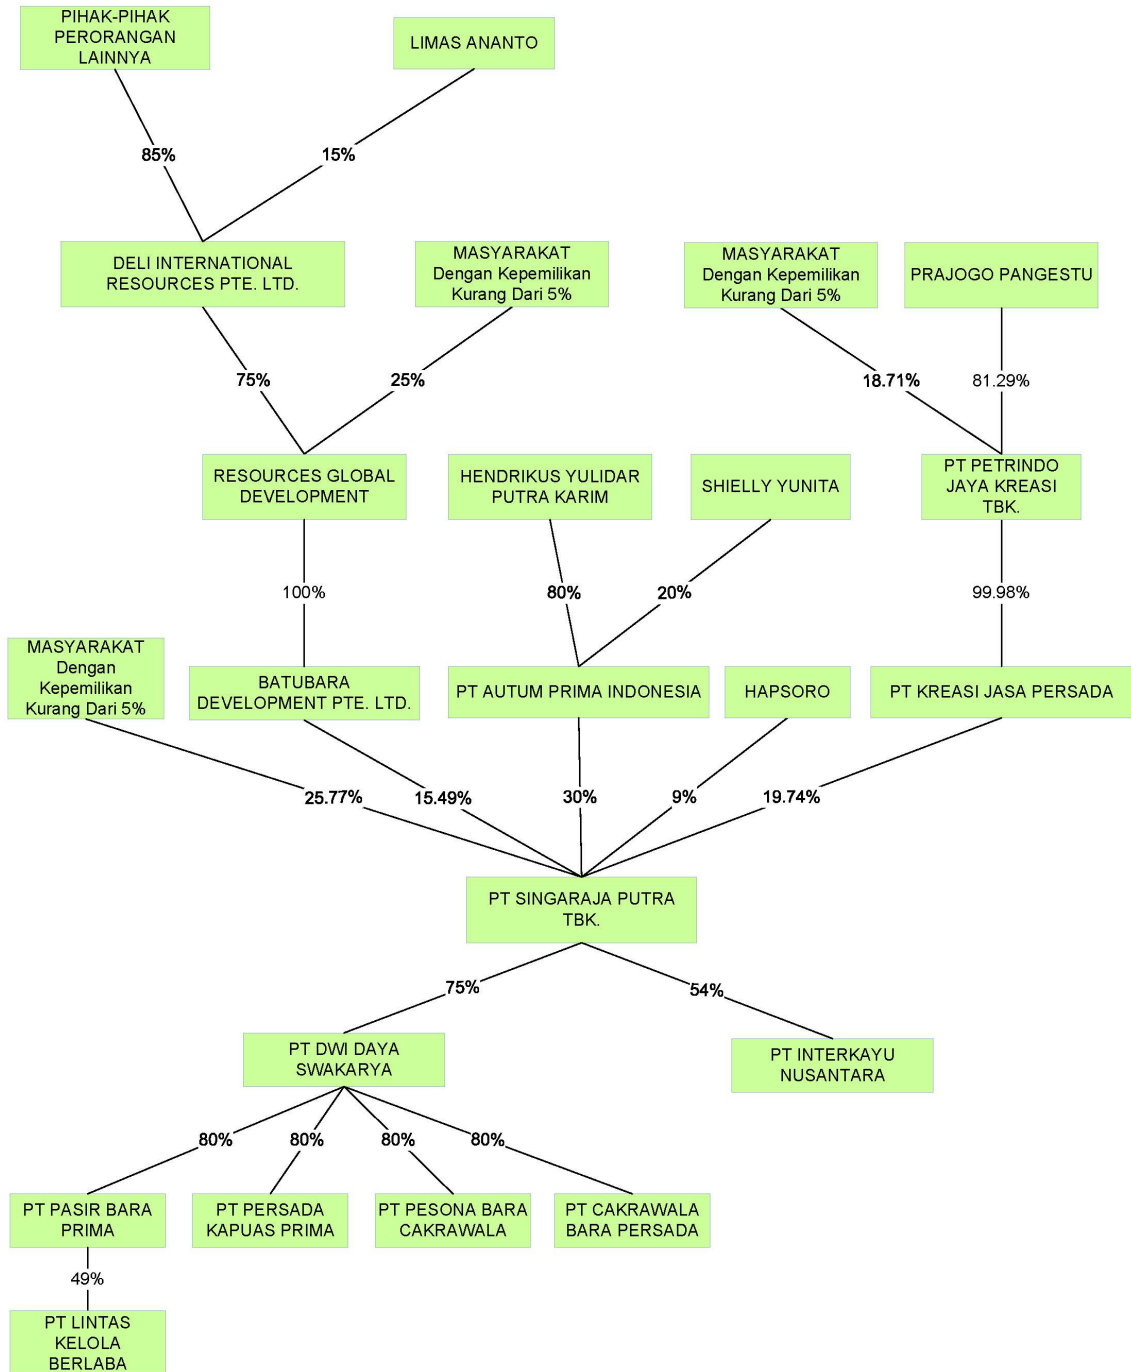 PIHAK-PIHAK
PERORANGAN
LAINNYA
LIMAS ANANTO
85%
15%
DELI INTERNATIONAL
RESOURCES PTE. LTD.
MASYARAKAT
Dengan Kepemilikan
Kurang Dari 5%
MASYARAKAT
Dengan Kepemilikan
Kurang Dari 5%
PRAJOGO PANGESTU
75%
25%
18.71%
81.29%
RESOURCES GLOBAL
DEVELOPMENT
HENDRIKUS YULIDAR
PUTRA KARIM
SHIELLY YUNITA
PT PETRINDO
JAYA KREASI
TBK.
100%
80%
20%
99.98%
MASYARAKAT
Dengan
Kepemilikan
Kurang Dari 5%
BATUBARA
DEVELOPMENT PTE. LTD.
PT AUTUM PRIMA INDONESIA
HAPSORO
PT KREASI JASA PERSADA
25.77%
15.49%
30%
9%
19.74%
PT SINGARAJA PUTRA
TBK.
75%
54%
PT DWI DAYA
SWAKARYA
PT INTERKAYU
NUSANTARA
80%
80%
80%
80%
PT PASIR BARA
PRIMA
PT PERSADA
KAPUAS PRIMA
PT PESONA BARA
CAKRAWALA
PT CAKRAWALA
BARA PERSADA
49%
PT LINTAS
KELOLA
BERLABA